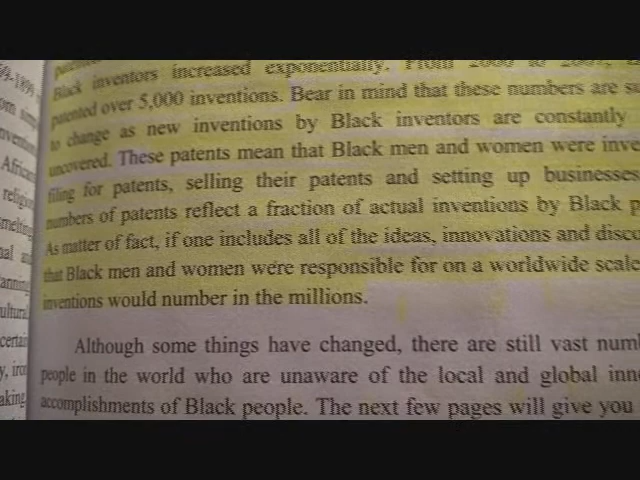 Black inventors increased exponentially. From 2000 to
patented over 5,000 inventions. Bear in mind that these numbers are
to change as new inventions by Black inventors are constantly
uncovered. These patents mean that Black men and women were
filing for patents, selling their patents and setting up businesses
numbers of patents reflect a fraction of actual inventions by Black
As matter of fact, if one includes all of the ideas, innovations and
that Black men and women were responsible for on a worldwide scale
inventions would number in the millions.
Although some things have changed, there are still vast
people in the world who are unaware of the local and global
accomplishments of Black people. The next few pages will give you